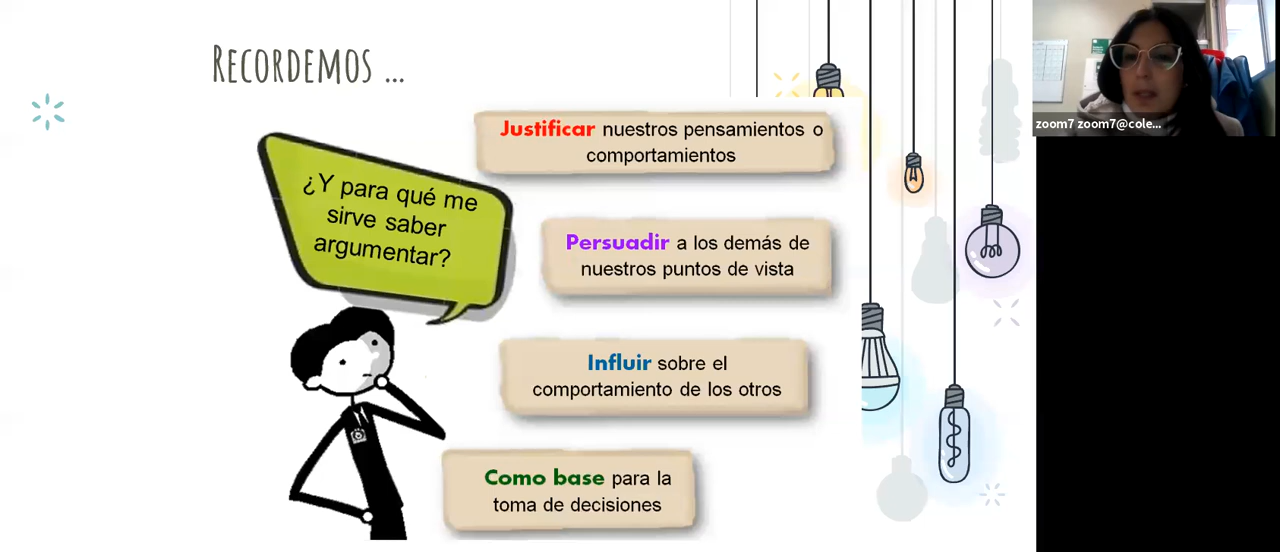 RECORDEMOS ...
¿Y para qué me
sirve saber
argumentar?
Justificar nuestros pensamientos o
comportamientos
Persuadir a los demás de
nuestros puntos de vista
Influir sobre el
comportamiento de los otros
Como base para la
toma de decisiones
zoom7 zoom7@cole...